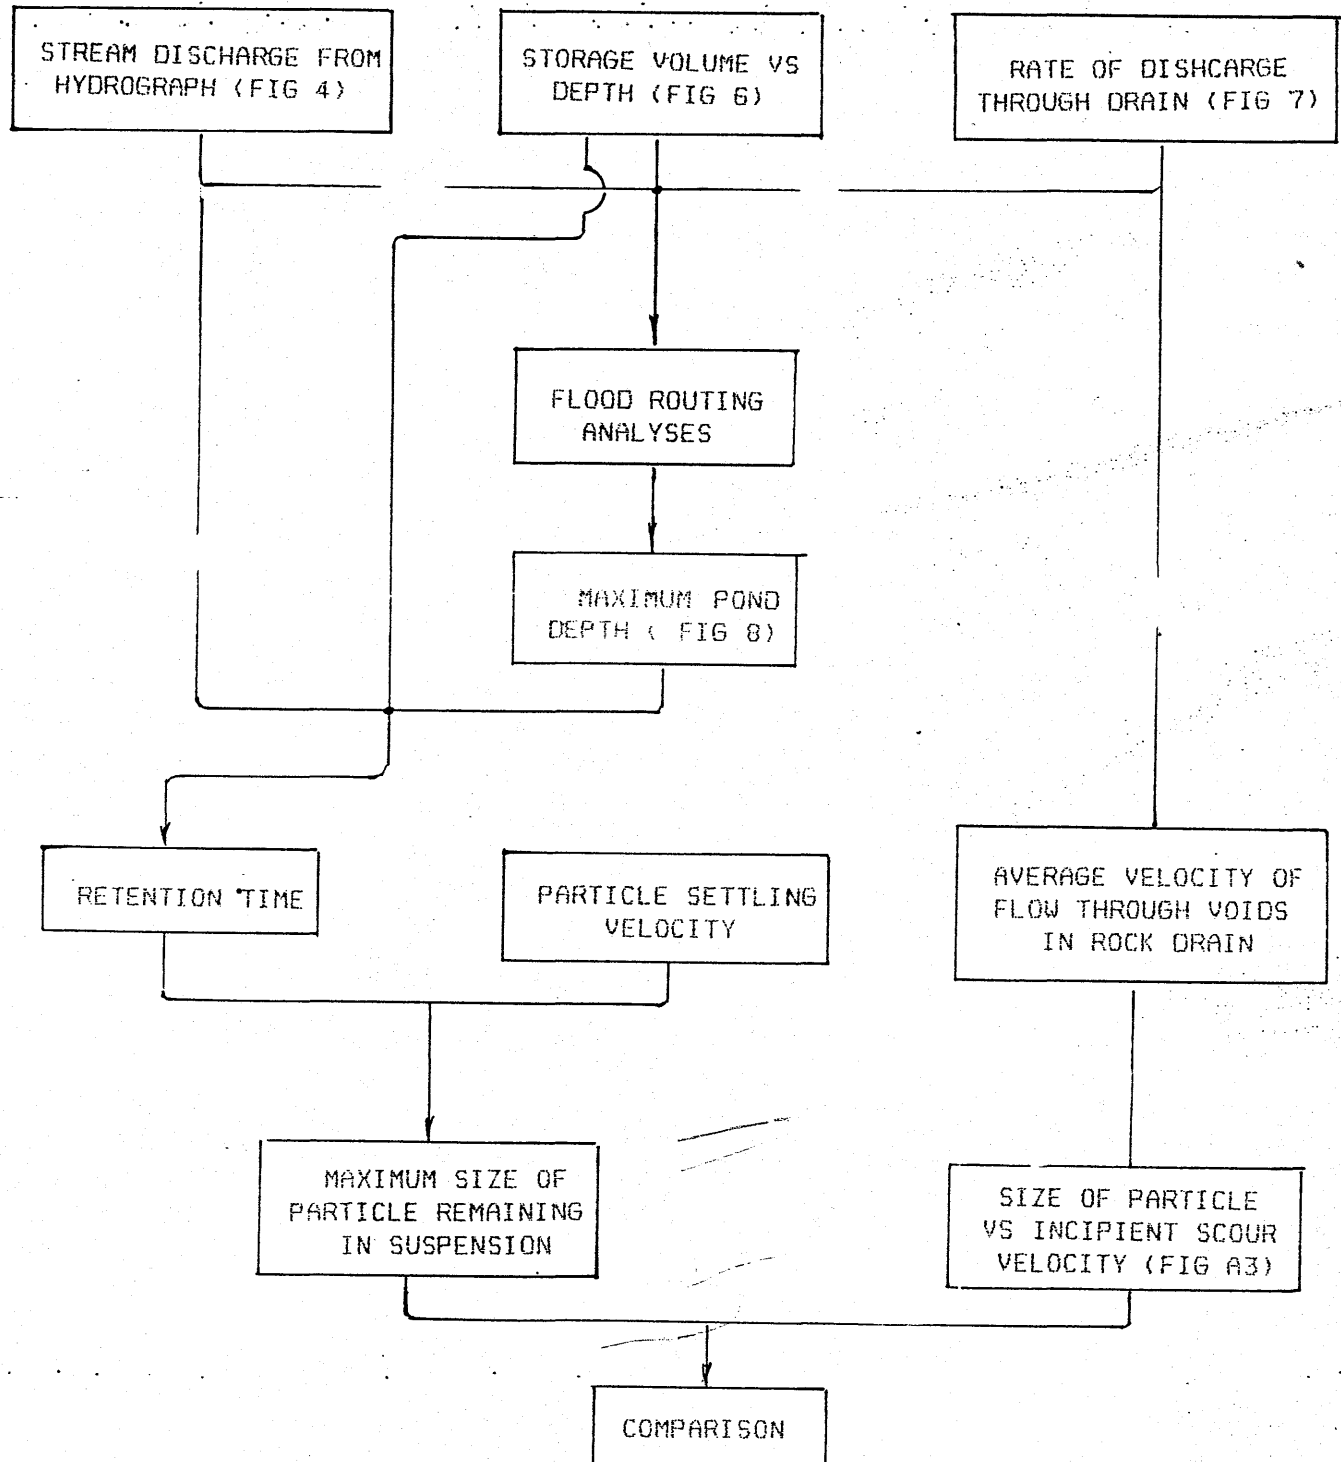 STREAM DISCHARGE FROM
HYDROGRAPH (FIG 4)
STORAGE VOLUME VS
DEPTH (FIG 6)
RATE OF DISHCARGE
THROUGH DRAIN (FIG 7)
FLOOD ROUTING
ANALYSES
MAXIMUM POND
DEPTH ( FIG 8)
RETENTION TIME
PARTICLE SETTLING
VELOCITY
AVERAGE VELOCITY OF
FLOW THROUGH VOIDS
IN ROCK DRAIN
MAXIMUM SIZE OF
PARTICLE REMAINING
IN SUSPENSION
SIZE OF PARTICLE
VS INCIPIENT SCOUR
VELOCITY (FIG A3)
COMPARISON